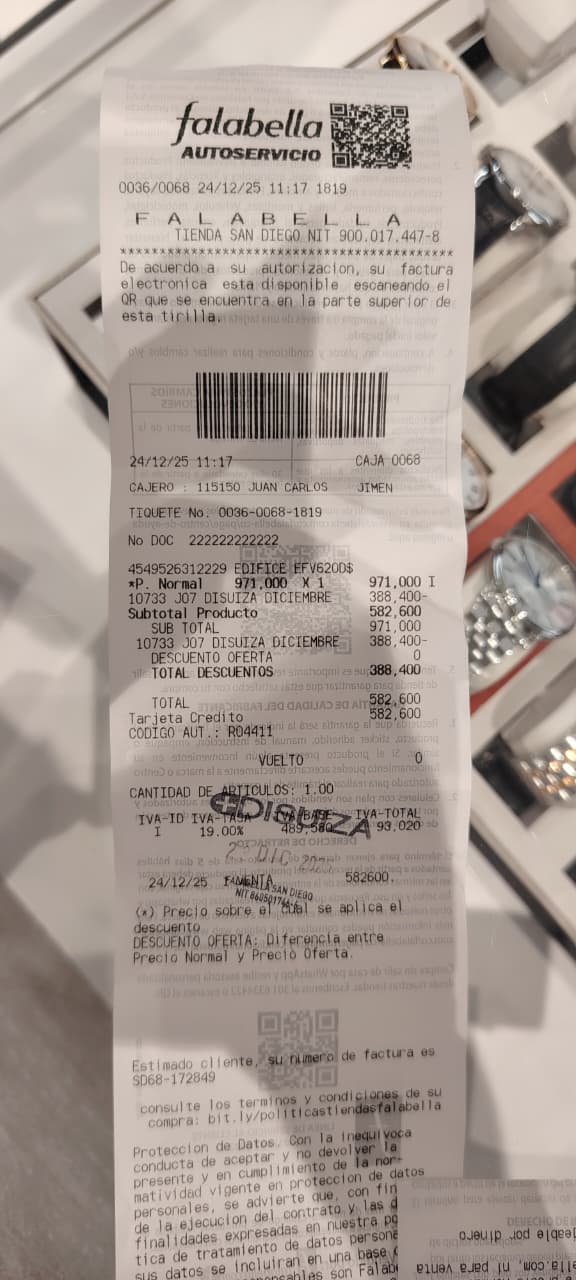 falabella
AUTOSERVICIO
0036/0068 24/12/25 11:17 1819
F A L A B E L L A
TIENDA SAN DIEGO NIT 900.017.447-8
De acuerdo a su autorizacion, su factura
electronica esta disponible escaneando el
QR que se encuentra en la parte superior de
esta tirilla.
24/12/25 11:17 CAJA 0068
CAJERO : 115150 JUAN CARLOS JIMEN
TIQUETE No. 0036-0068-1819
No DOC 222222222222
4549526312229 EDIFICE EFV620D$
*P. Normal 971,000 X 1 971,000 I
10733 J07 DISUIZA DICIEMBRE 388,400-
Subtotal Producto 582,600
SUB TOTAL 971,000
10733 J07 DISUIZA DICIEMBRE 388,400-
DESCUENTO OFERTA 0
TOTAL DESCUENTOS 388,400
TOTAL 582,600
Tarjeta Credito 582,600
CODIGO AUT.: R04411
VUELTO 0
CANTIDAD DE ARTICULOS: 1.00
DISUIZA
IVA-ID IVA-TASA IVA-BASE IVA-TOTAL
I 19.00% 489,580 93,020
24/12/25 VENTA 582600.
FALABELLA SAN DIEGO
(*) Precio sobre el cual se aplica el
descuento
DESCUENTO OFERTA: Diferencia entre
Precio Normal y Precio Oferta.
Estimado cliente, su numero de factura es
SD68-172849
consulte los terminos y condiciones de su
compra: bit.ly/politicastiendasfalabella
Proteccion de Datos. Con la inequivoca
conducta de aceptar y no devolver la
presente y en cumplimiento de la nor-
matividad vigente en proteccion de datos
personales, se advierte que, con fin
de la ejecucion del contrato y las d
finalidades expresadas en nuestra po
tica de tratamiento de datos persona
sus datos se incluiran en una base